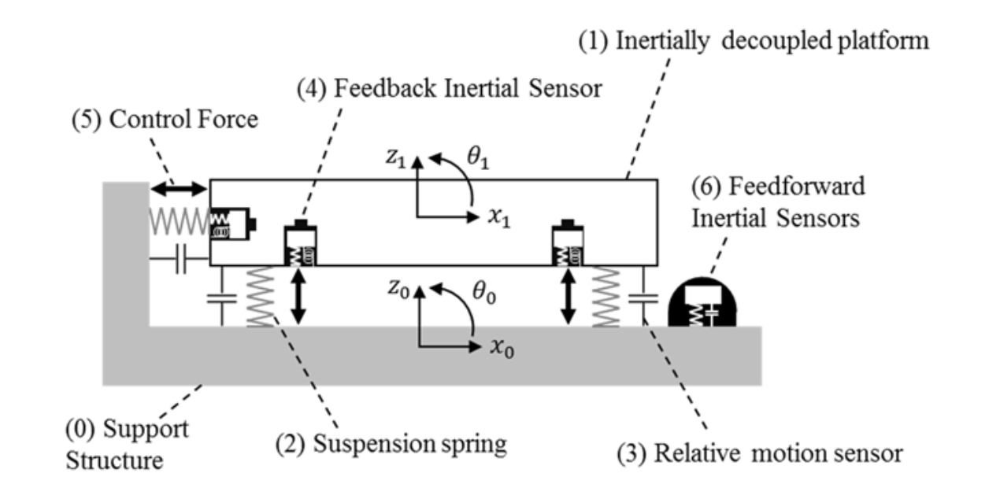 (1) Inertially decoupled platform
(4) Feedback Inertial Sensor
(5) Control Force
z₁
θ₁
x₁
(6) Feedforward
Inertial Sensors
z₀
θ₀
x₀
(0) Support
Structure
(2) Suspension spring
(3) Relative motion sensor